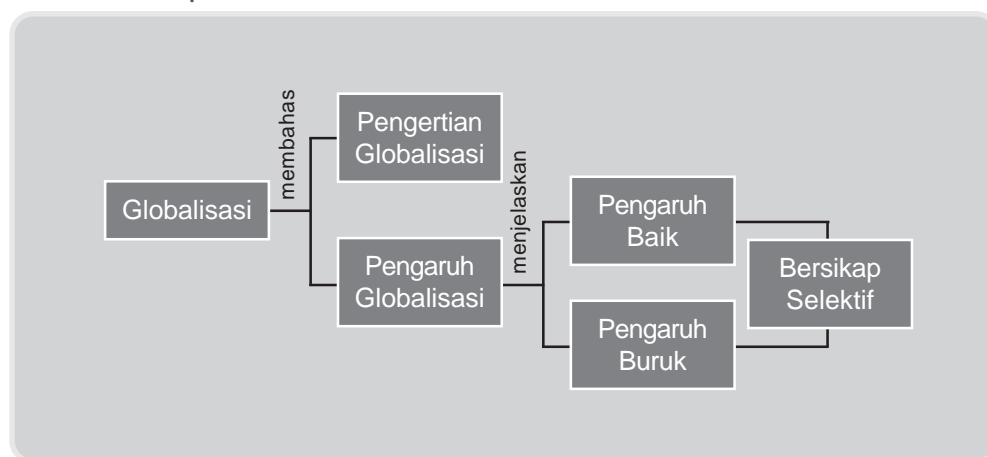 Globalisasi
membahas
Pengertian
Globalisasi
Pengaruh
Globalisasi
menjelaskan
Pengaruh
Baik
Pengaruh
Buruk
Bersikap
Selektif